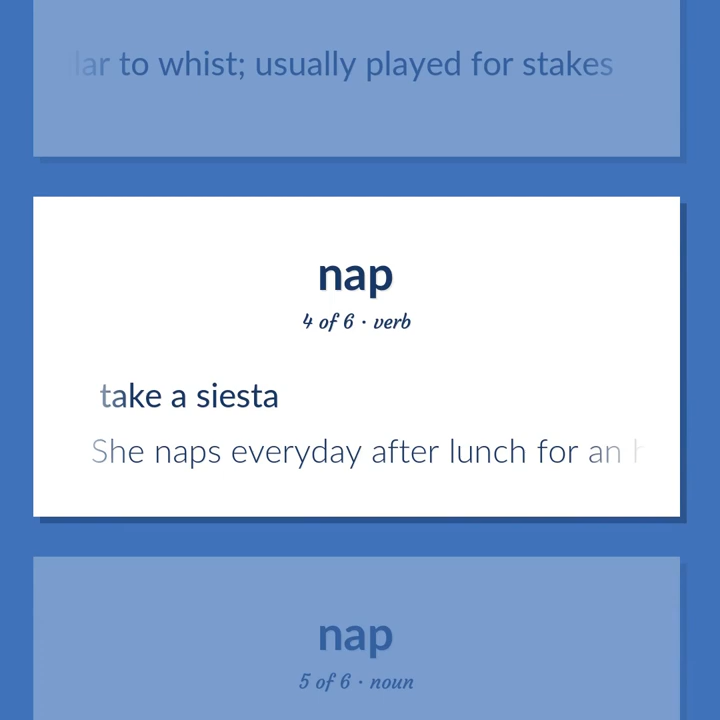 to whist; usually played for stakes
nap
4 of 6 · verb
take a siesta
She naps everyday after lunch for an
nap
5 of 6 · noun